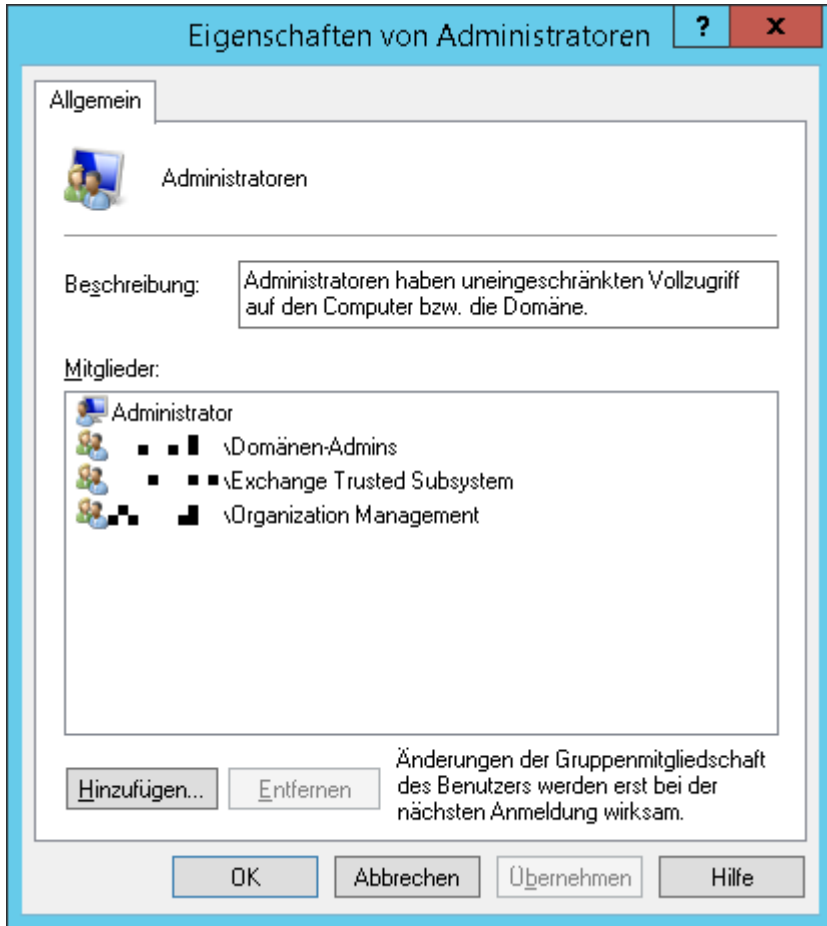 Eigenschaften von Administratoren
?
x
Allgemein
Administratoren
Beschreibung:
Administratoren haben uneingeschränkten Vollzugriff
auf den Computer bzw. die Domäne.
Mitglieder:
Administrator
\Domänen-Admins
\Exchange Trusted Subsystem
\Organization Management
Hinzufügen...
Entfernen
Änderungen der Gruppenmitgliedschaft
des Benutzers werden erst bei der
nächsten Anmeldung wirksam.
OK
Abbrechen
Übernehmen
Hilfe